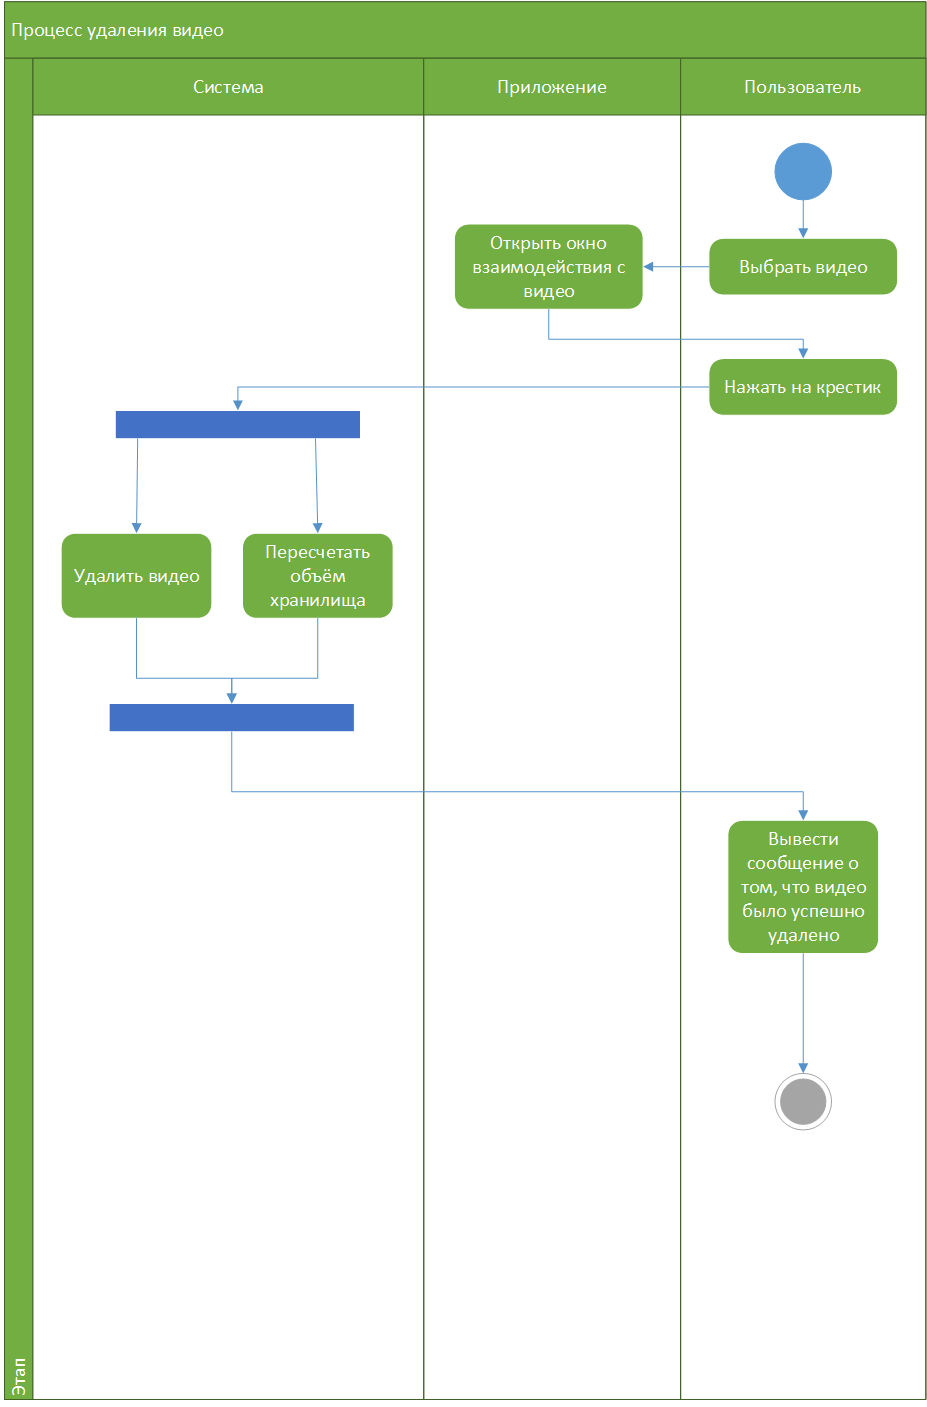 Процесс удаления видео
Система
Приложение
Пользователь
Открыть окно
взаимодействия с
видео
Выбрать видео
Нажать на крестик
Удалить видео
Пересчетать
объём
хранилища
Вывести
сообщение о
том, что видео
было успешно
удалено
Этап